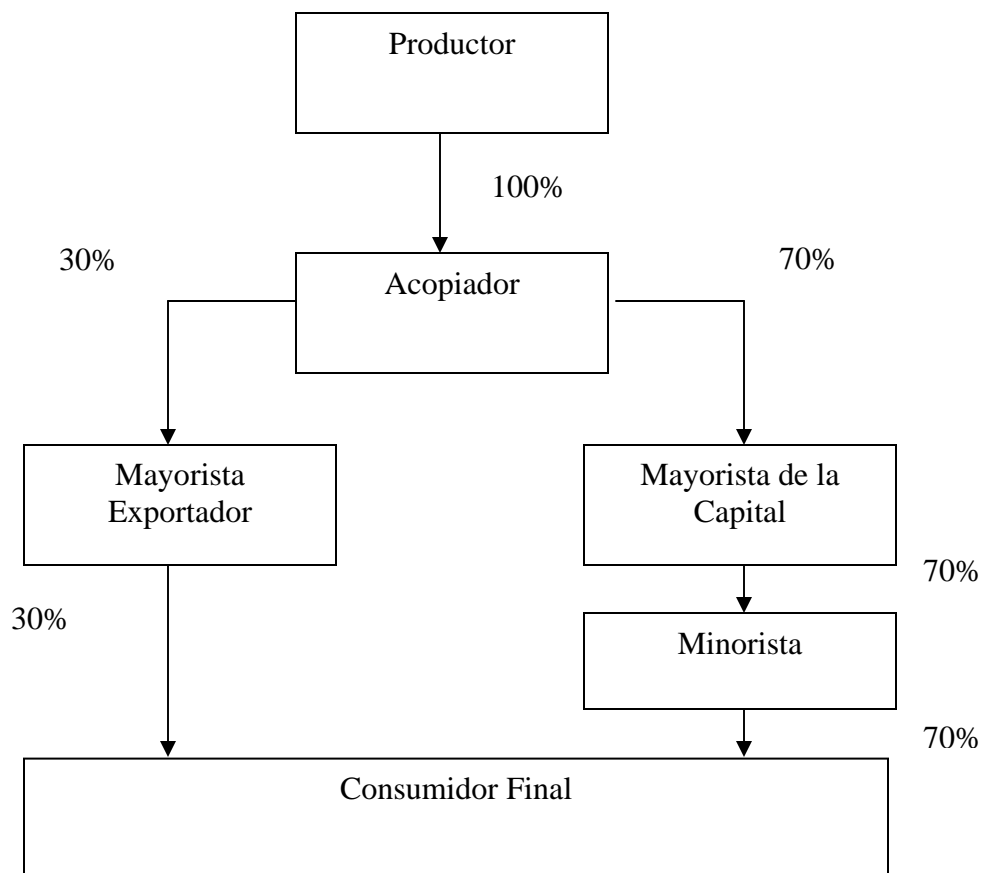 Productor
100%
30%
70%
Acopiador
Mayorista
Exportador
Mayorista de la
Capital
70%
30%
Minorista
70%
Consumidor Final